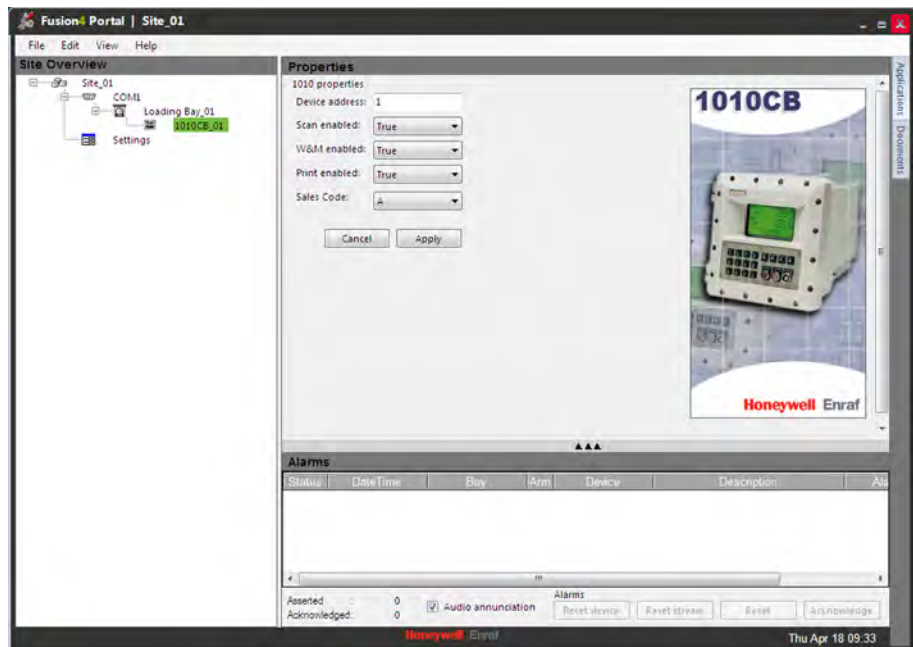 Fusion4 Portal | Site_01
File Edit View Help
Site Overview
Site_01
COM1
Loading Bay_01
1010CB_01
Settings
Properties
1010 properties
Device address: 1
Scan enabled: True
W&M enabled: True
Print enabled: True
Sales Code: A
Cancel Apply
1010CB
Honeywell Enraf
Applications
Documents
Alarms
Status DateTime Bay Arm Device Description Ala
Asserted : 0
Acknowledged: 0
Audio annunciation
Alarms
Reset device Reset stream Reset Acknowledge
Honeywell Enraf
Thu Apr 18 09:33